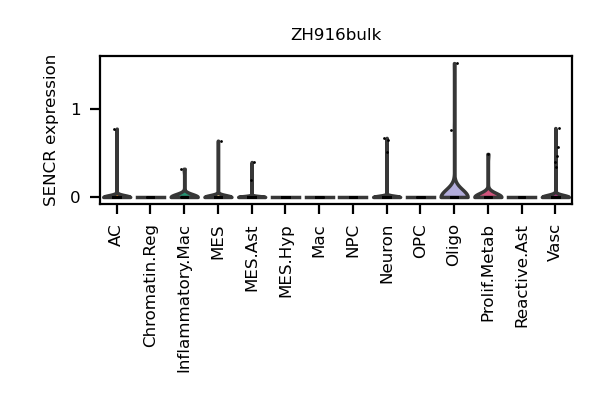 ZH916bulk
SENCR expression
1
0
AC
Chromatin.Reg
Inflammatory.Mac
MES
MES.Ast
MES.Hyp
Mac
NPC
Neuron
OPC
Oligo
Prolif.Metab
Reactive.Ast
Vasc